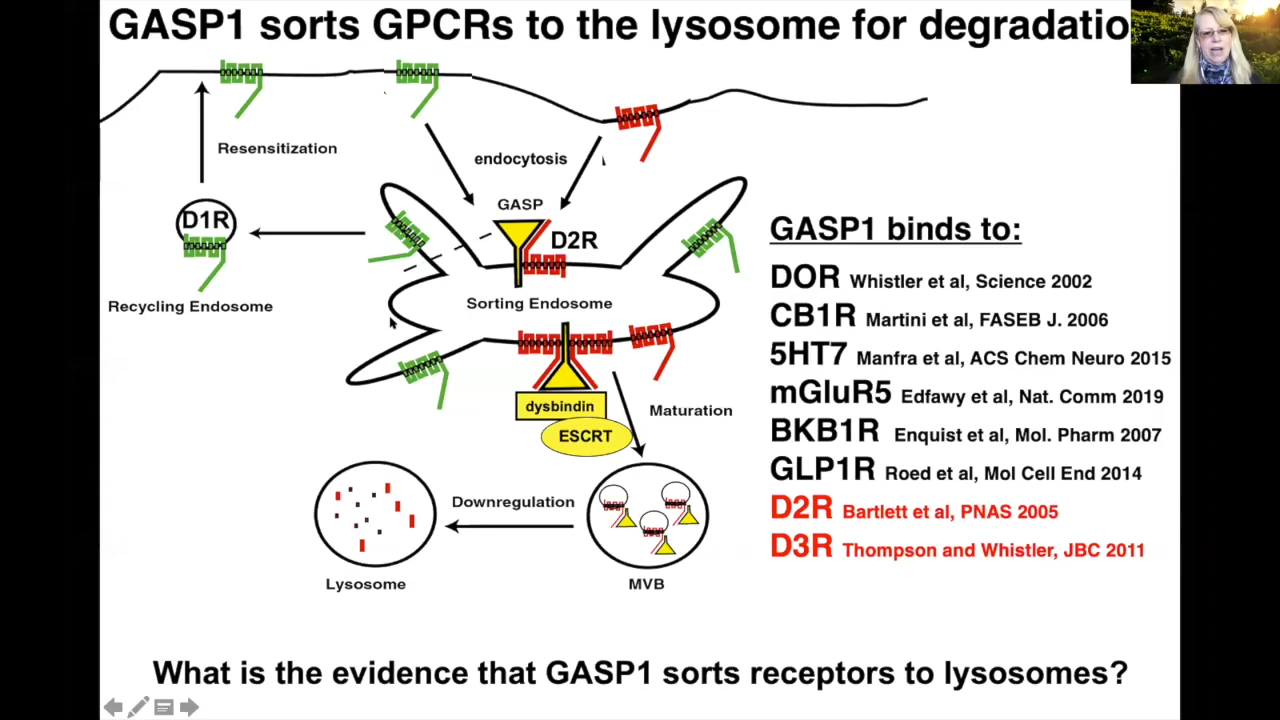 GASP1 sorts GPCRs to the lysosome for degradatio
Resensitization
endocytosis
GASP
D1R
D2R
Recycling Endosome
Sorting Endosome
dysbindin
ESCRT
Maturation
Downregulation
Lysosome
MVB
GASP1 binds to:
DOR Whistler et al, Science 2002
CB1R Martini et al, FASEB J. 2006
5HT7 Manfra et al, ACS Chem Neuro 2015
mGluR5 Edfawy et al, Nat. Comm 2019
BKB1R Enquist et al, Mol. Pharm 2007
GLP1R Roed et al, Mol Cell End 2014
D2R Bartlett et al, PNAS 2005
D3R Thompson and Whistler, JBC 2011
What is the evidence that GASP1 sorts receptors to lysosomes?